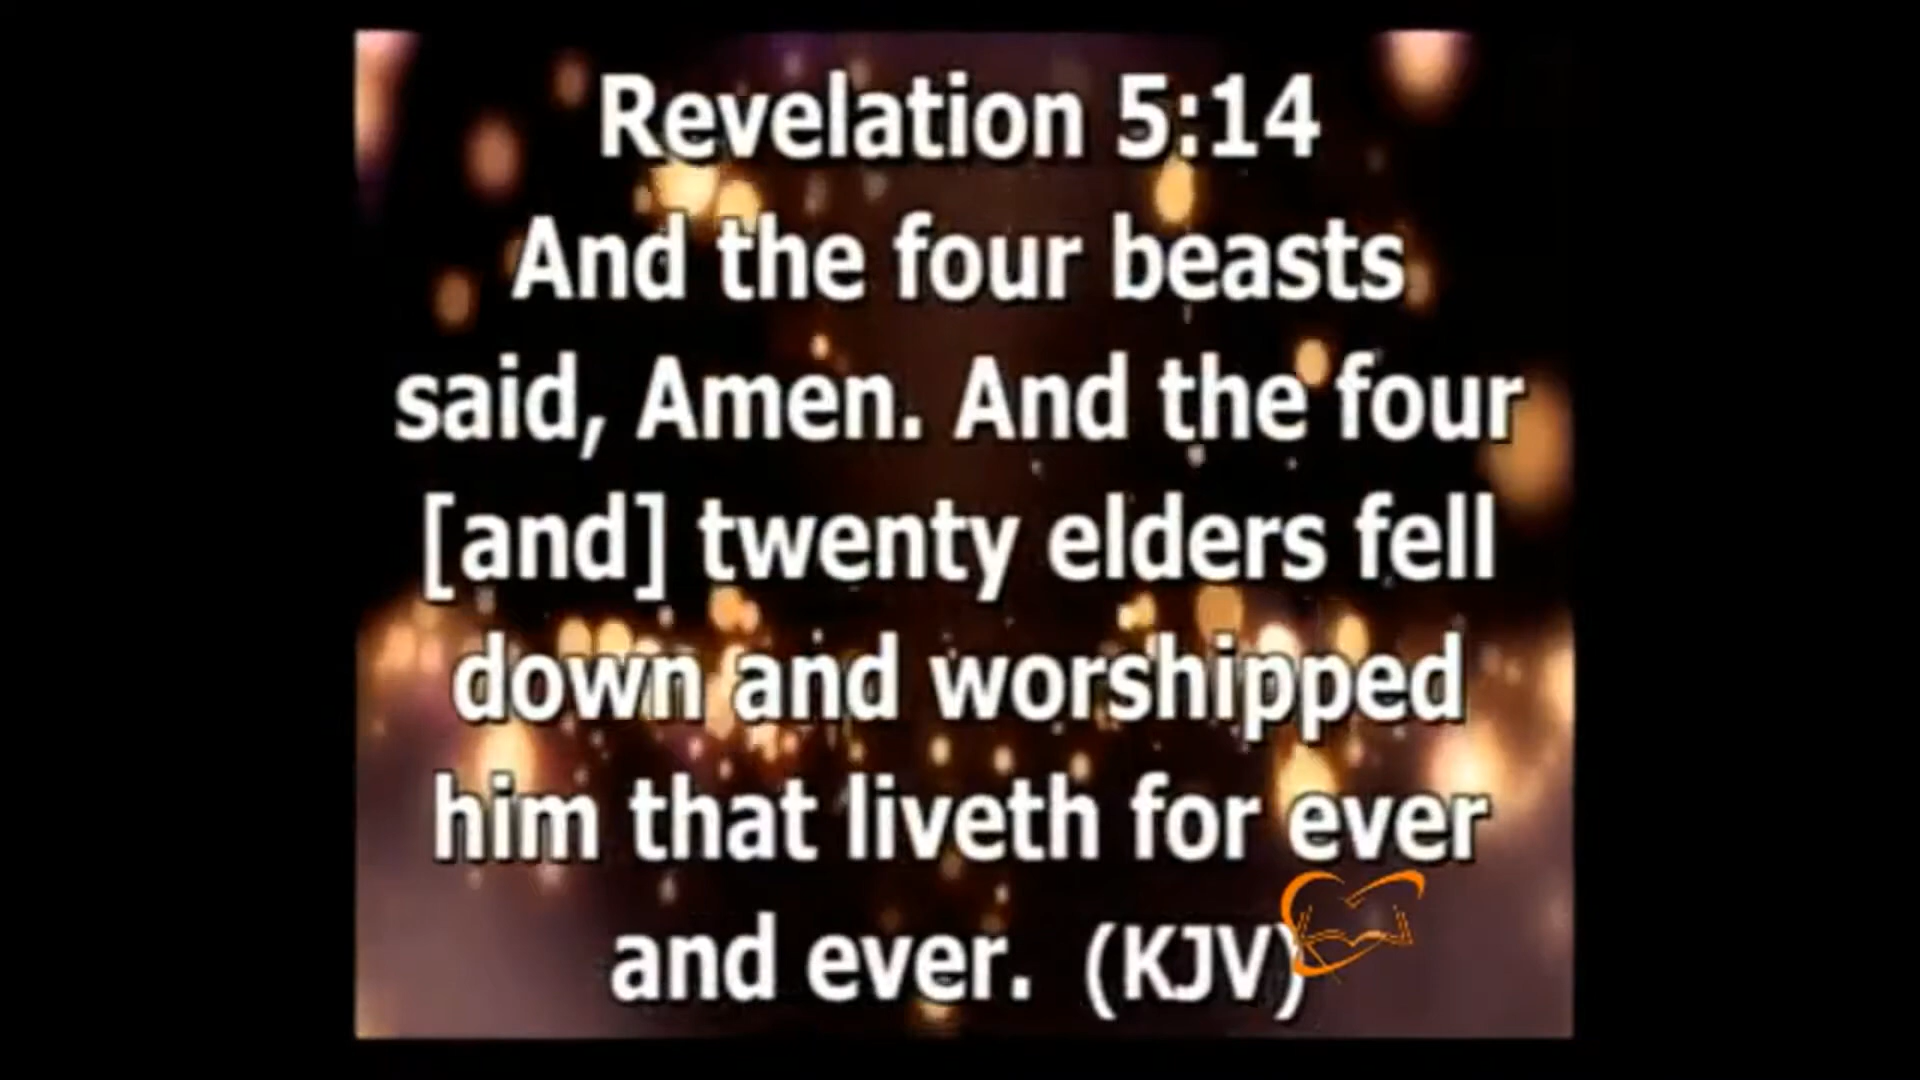 Revelation 5:14
And the four beasts
said, Amen. And the four
[and] twenty elders fell
down and worshipped
him that liveth for ever
and ever. (KJV)